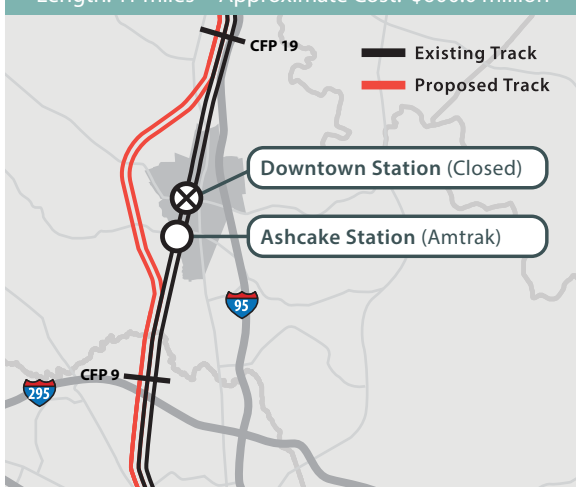 CFP 19
Existing Track
Proposed Track
Downtown Station (Closed)
Ashcake Station (Amtrak)
95
CFP 9
295